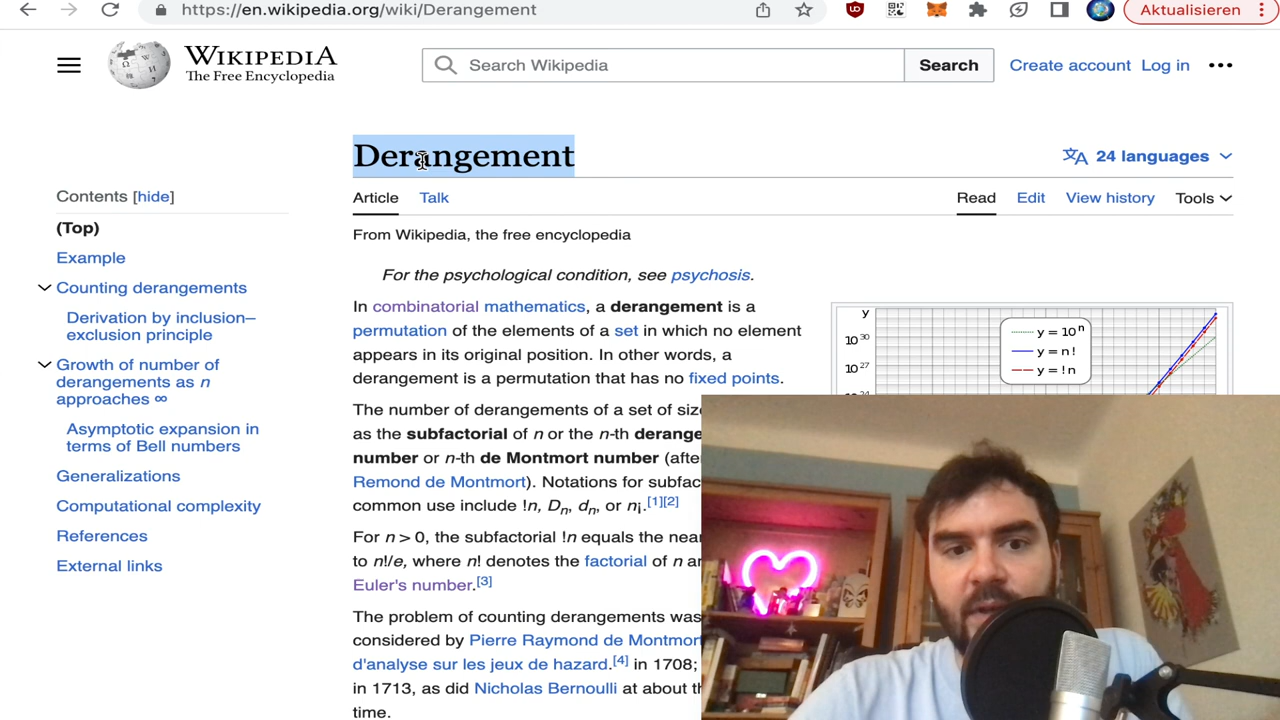 https://en.wikipedia.org/wiki/Derangement
Aktualisieren
WIKIPEDIA
The Free Encyclopedia
Search Wikipedia
Search
Create account Log in
Derangement
24 languages
Contents [hide]
Article Talk
Read Edit View history Tools
(Top)
From Wikipedia, the free encyclopedia
Example
For the psychological condition, see psychosis.
Counting derangements
Derivation by inclusion–
exclusion principle
Growth of number of
derangements as n
approaches ∞
Asymptotic expansion in
terms of Bell numbers
Generalizations
Computational complexity
References
External links
In combinatorial mathematics, a derangement is a
permutation of the elements of a set in which no element
appears in its original position. In other words, a
derangement is a permutation that has no fixed points.
The number of derangements of a set of siz
as the subfactorial of n or the n-th derange
number or n-th de Montmort number (afte
Remond de Montmort). Notations for subfac
common use include !n, Dn, dn, or n¡.[1][2]
For n > 0, the subfactorial !n equals the nea
to n!/e, where n! denotes the factorial of n a
Euler's number.[3]
The problem of counting derangements was
considered by Pierre Raymond de Montmor
d'analyse sur les jeux de hazard.[4] in 1708;
in 1713, as did Nicholas Bernoulli at about t
time.
y
10 30
10 27
y = 10 n
y = n !
y = ! n